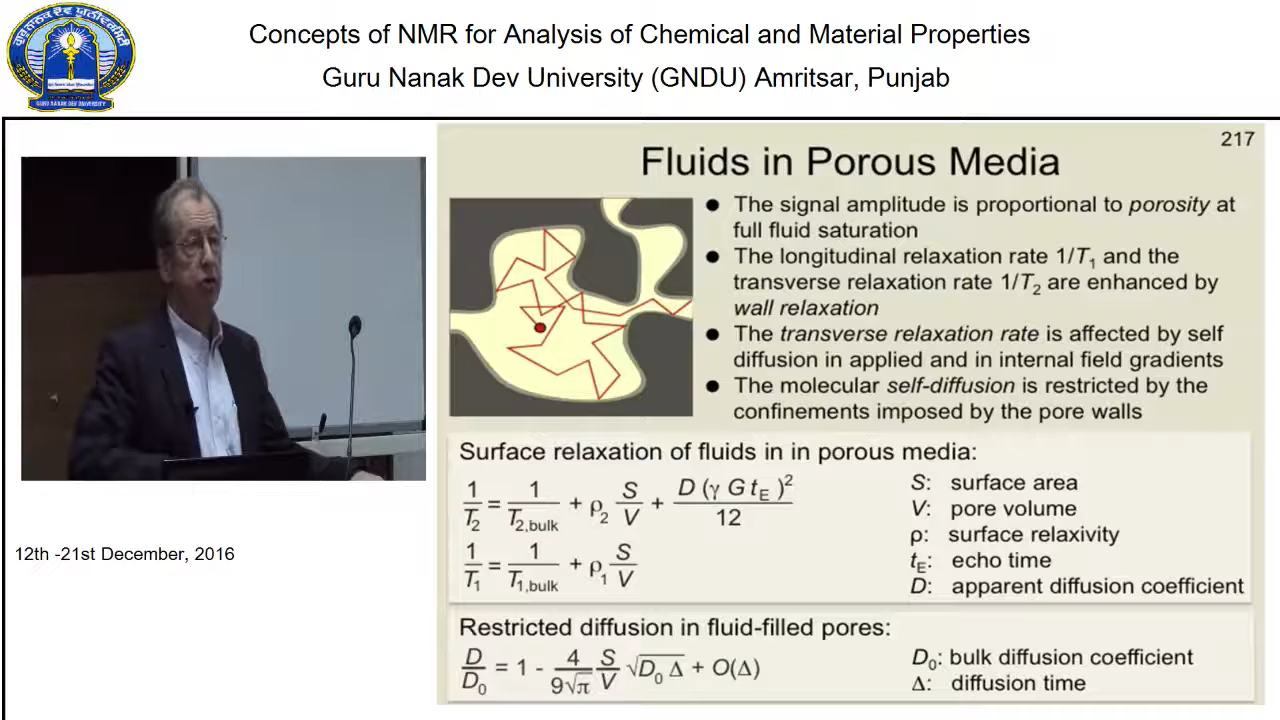 Concepts of NMR for Analysis of Chemical and Material Properties
Guru Nanak Dev University (GNDU) Amritsar, Punjab
GURU NANAK DEV UNIVERSITY
217
Fluids in Porous Media
● The signal amplitude is proportional to porosity at
full fluid saturation
● The longitudinal relaxation rate 1/T₁ and the
transverse relaxation rate 1/T₂ are enhanced by
wall relaxation
● The transverse relaxation rate is affected by self
diffusion in applied and in internal field gradients
● The molecular self-diffusion is restricted by the
confinements imposed by the pore walls
Surface relaxation of fluids in in porous media:
1/T₂ = 1/T₂,bulk + ρ₂ S/V + D (γ G t_E)²/12
1/T₁ = 1/T₁,bulk + ρ₁ S/V
S: surface area
V: pore volume
ρ: surface relaxivity
t_E: echo time
D: apparent diffusion coefficient
Restricted diffusion in fluid-filled pores:
D/D₀ = 1 - 4/(9√π) S/V √(D₀ Δ) + O(Δ)
D₀: bulk diffusion coefficient
Δ: diffusion time
12th -21st December, 2016